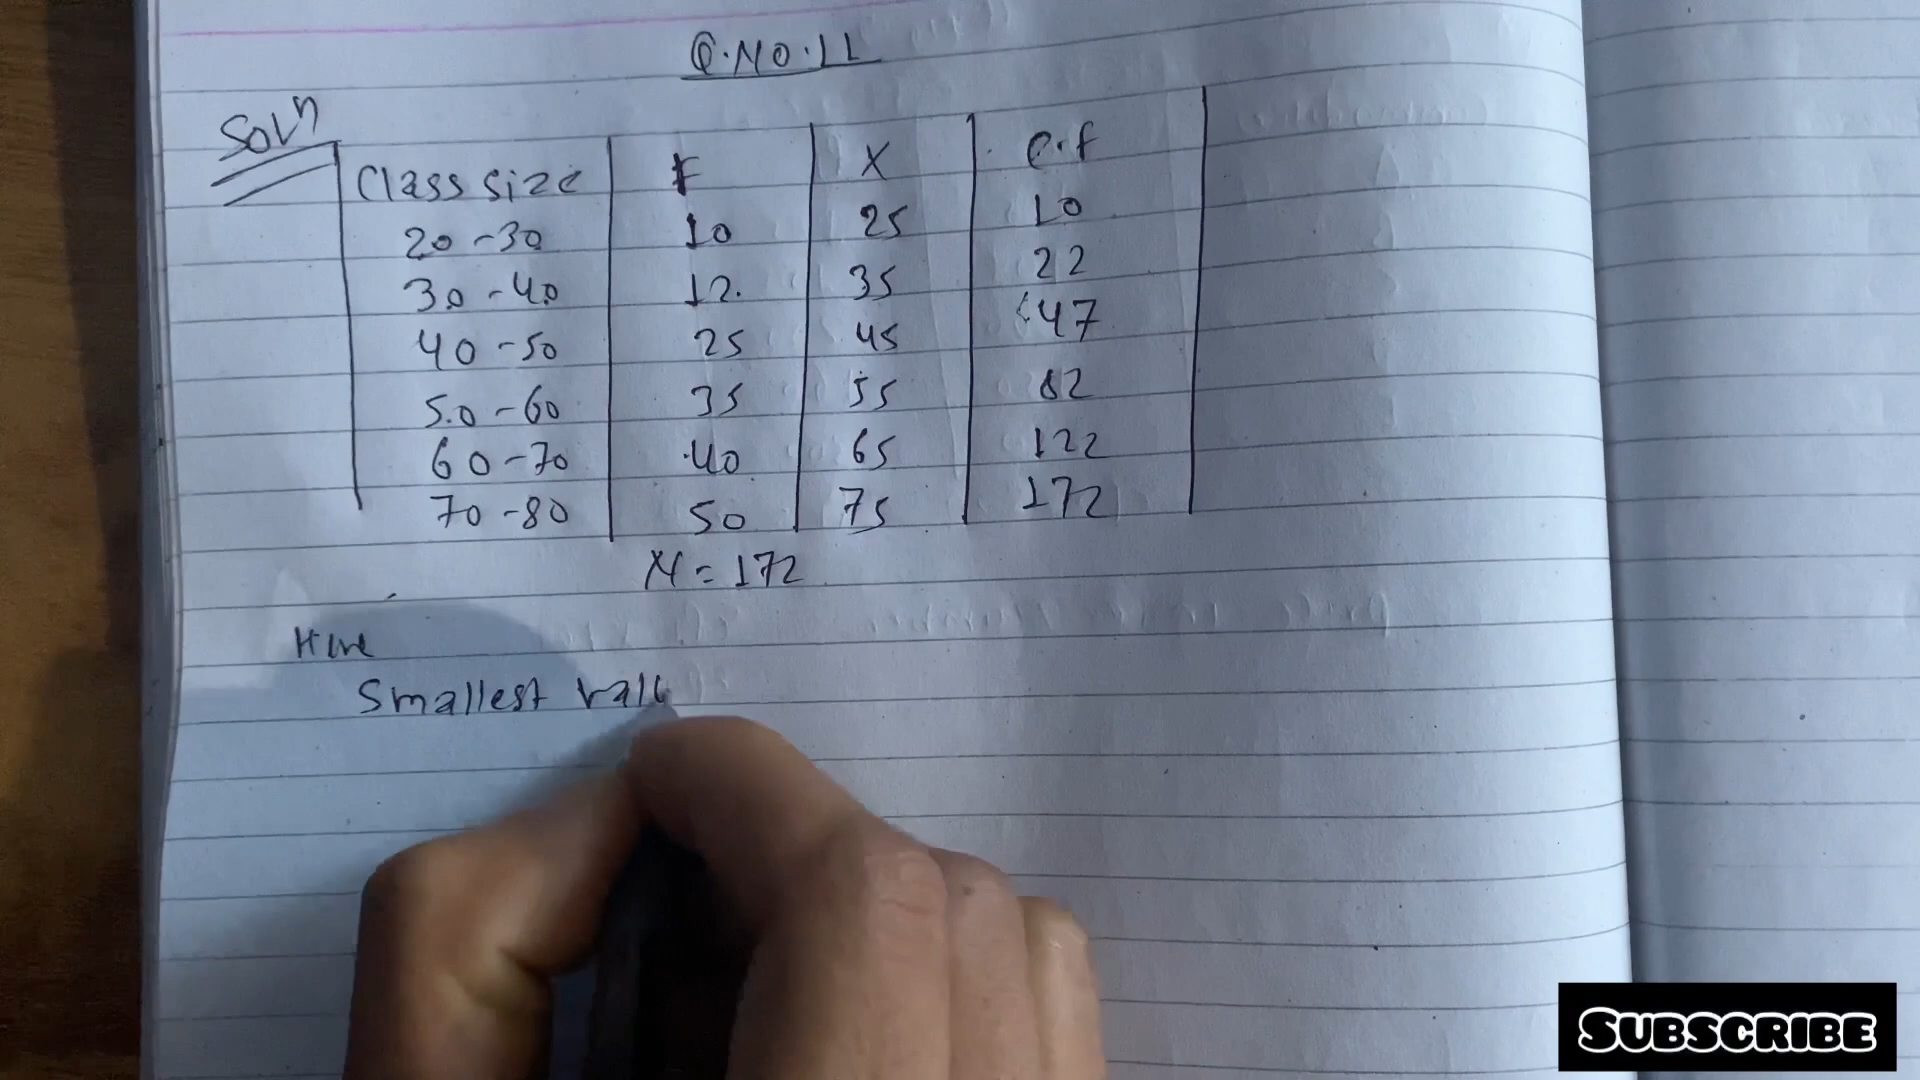 Q.NO.11
Solⁿ
Class size F X C.f
20-30 10 25 10
30-40 12 35 22
40-50 25 45 47
50-60 35 55 82
60-70 40 65 122
70-80 50 75 172
N = 172
Here
Smallest valu
SUBSCRIBE